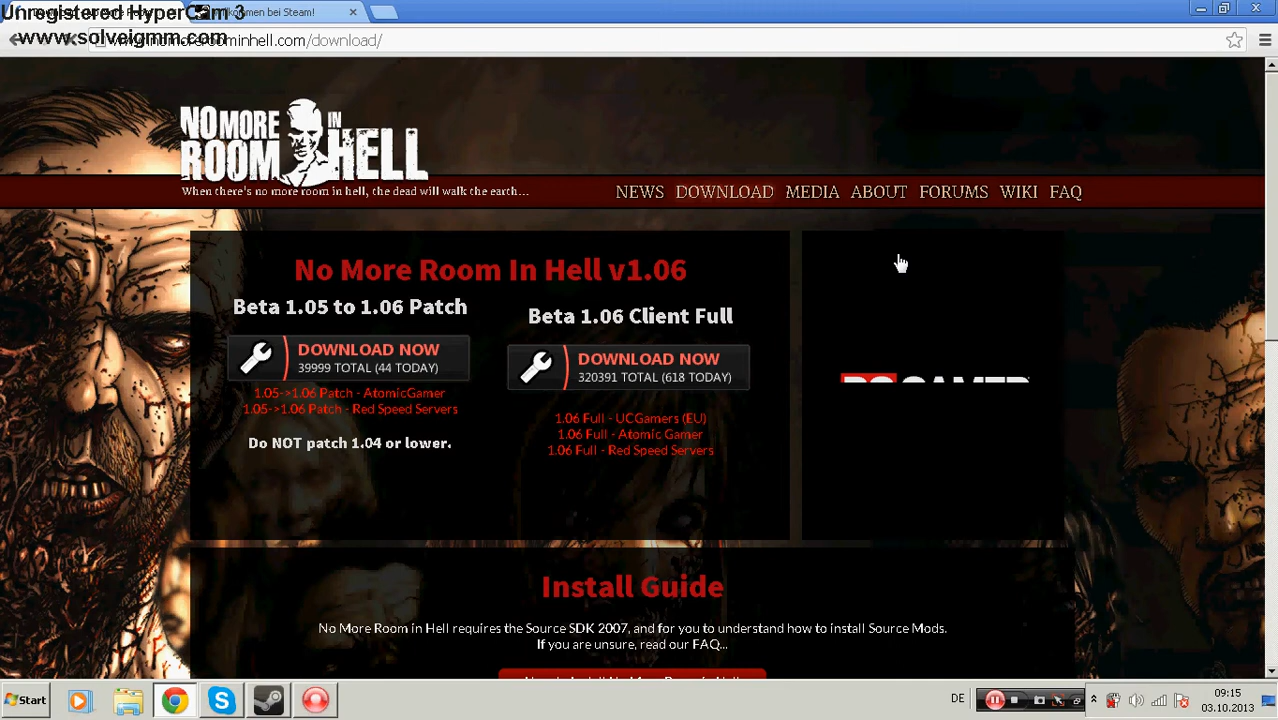 Unregistered HyperCam 3
kommen bei Steam!
www.solveigmm.com
nomoreroominhell.com/download/
NO MORE ROOM IN HELL
When there's no more room in hell, the dead will walk the earth...
NEWS DOWNLOAD MEDIA ABOUT FORUMS WIKI FAQ
No More Room In Hell v1.06
Beta 1.05 to 1.06 Patch
DOWNLOAD NOW
39999 TOTAL (44 TODAY)
1.05->1.06 Patch - AtomicGamer
1.05->1.06 Patch - Red Speed Servers
Do NOT patch 1.04 or lower.
Beta 1.06 Client Full
DOWNLOAD NOW
320391 TOTAL (618 TODAY)
1.06 Full - UCGamers (EU)
1.06 Full - Atomic Gamer
1.06 Full - Red Speed Servers
PC GAMER
Install Guide
No More Room in Hell requires the Source SDK 2007, and for you to understand how to install Source Mods.
If you are unsure, read our FAQ...
Start
DE
09:15
03.10.2013